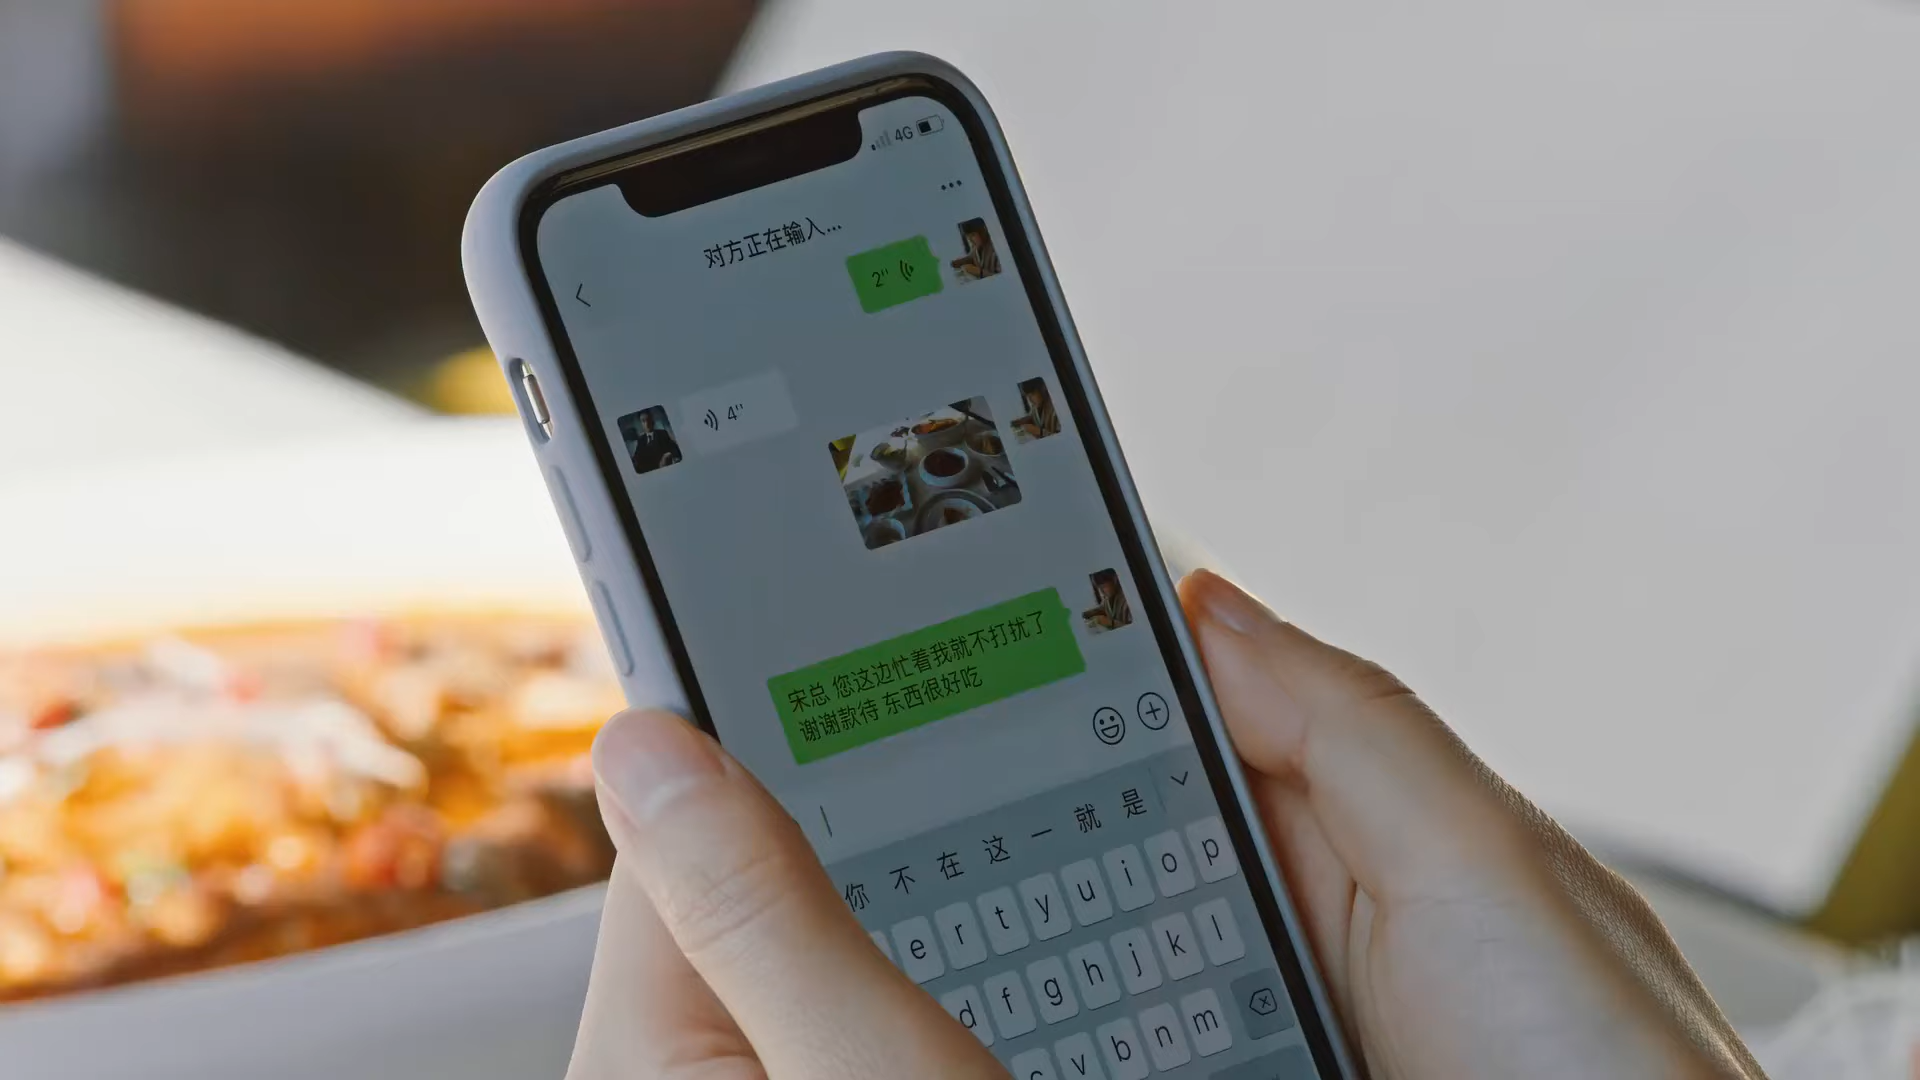 4G
对方正在输入...
2"
4"
宋总 您这边忙着我就不打扰了
谢谢款待 东西很好吃
你 不 在 这 一 就 是
e r t y u i o p
d f g h j k l
c v b n m